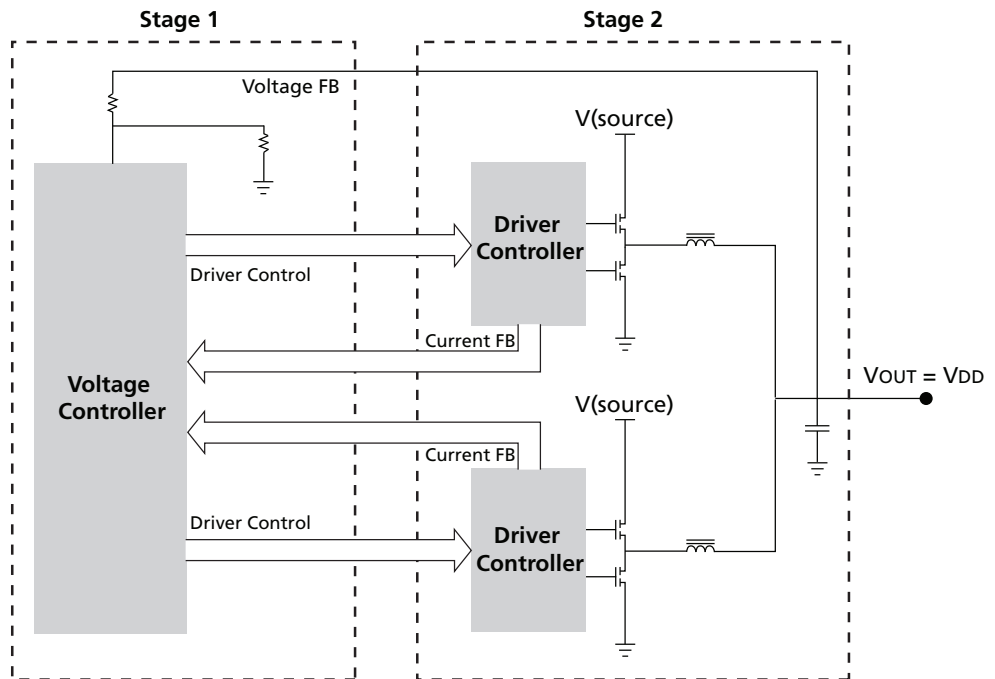 Stage 1
Stage 2
Voltage FB
V(source)
Driver
Controller
Driver Control
Current FB
Voltage
Controller
VOUT = VDD
V(source)
Current FB
Driver Control
Driver
Controller